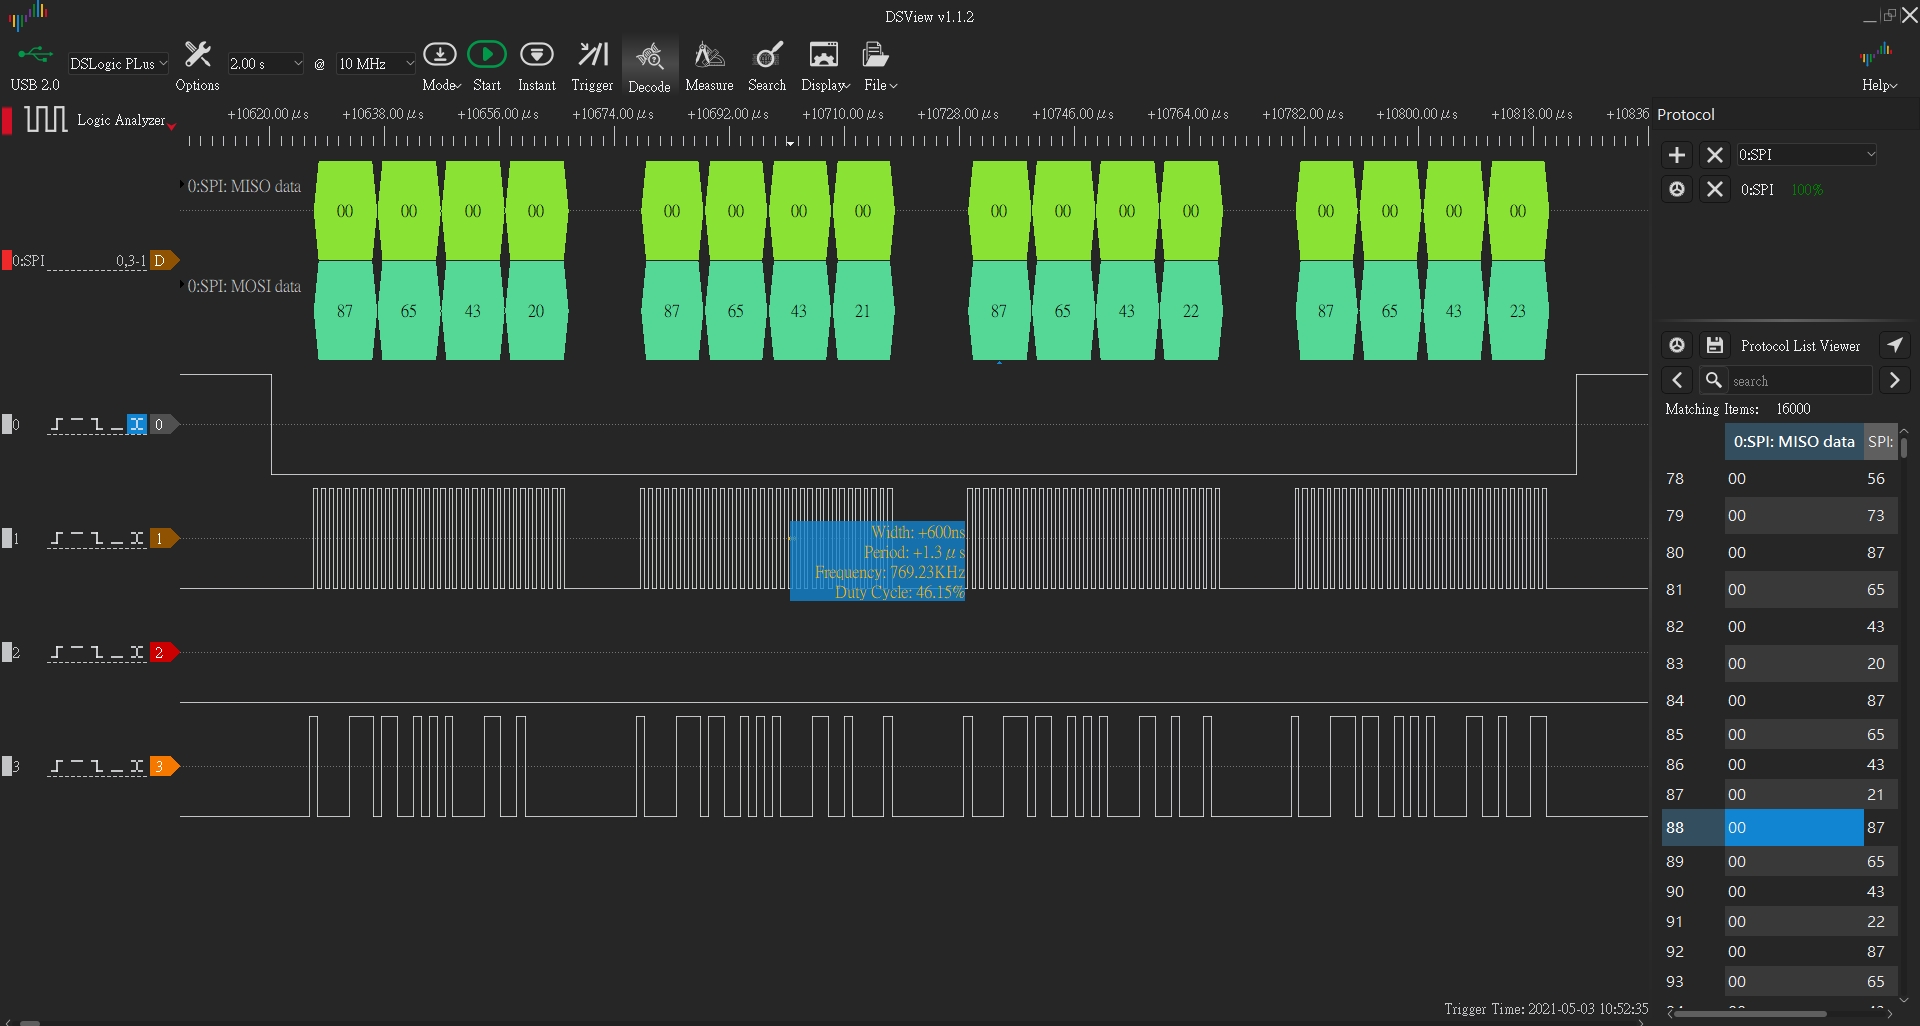 DSView v1.1.2
USB 2.0
DSLogic PLus
Options
2.00 s
@
10 MHz
Mode
Start
Instant
Trigger
Decode
Measure
Search
Display
File
Help
Logic Analyzer
+10620.00 μs +10638.00 μs +10656.00 μs +10674.00 μs +10692.00 μs +10710.00 μs +10728.00 μs +10746.00 μs +10764.00 μs +10782.00 μs +10800.00 μs +10818.00 μs +10836
0:SPI: MISO data
00 00 00 00 00 00 00 00 00 00 00 00 00 00 00 00
0:SPI 0,3-1 D
0:SPI: MOSI data
87 65 43 20 87 65 43 21 87 65 43 22 87 65 43 23
0 0
1 1
Width: +600ns
Period: +1.3 μ s
Frequency: 769.23KHz
Duty Cycle: 46.15%
2 2
3 3
Trigger Time: 2021-05-03 10:52:35
Protocol
0:SPI
0:SPI 100%
Protocol List Viewer
search
Matching Items: 16000
0:SPI: MISO data SPI:
78 00 56
79 00 73
80 00 87
81 00 65
82 00 43
83 00 20
84 00 87
85 00 65
86 00 43
87 00 21
88 00 87
89 00 65
90 00 43
91 00 22
92 00 87
93 00 65